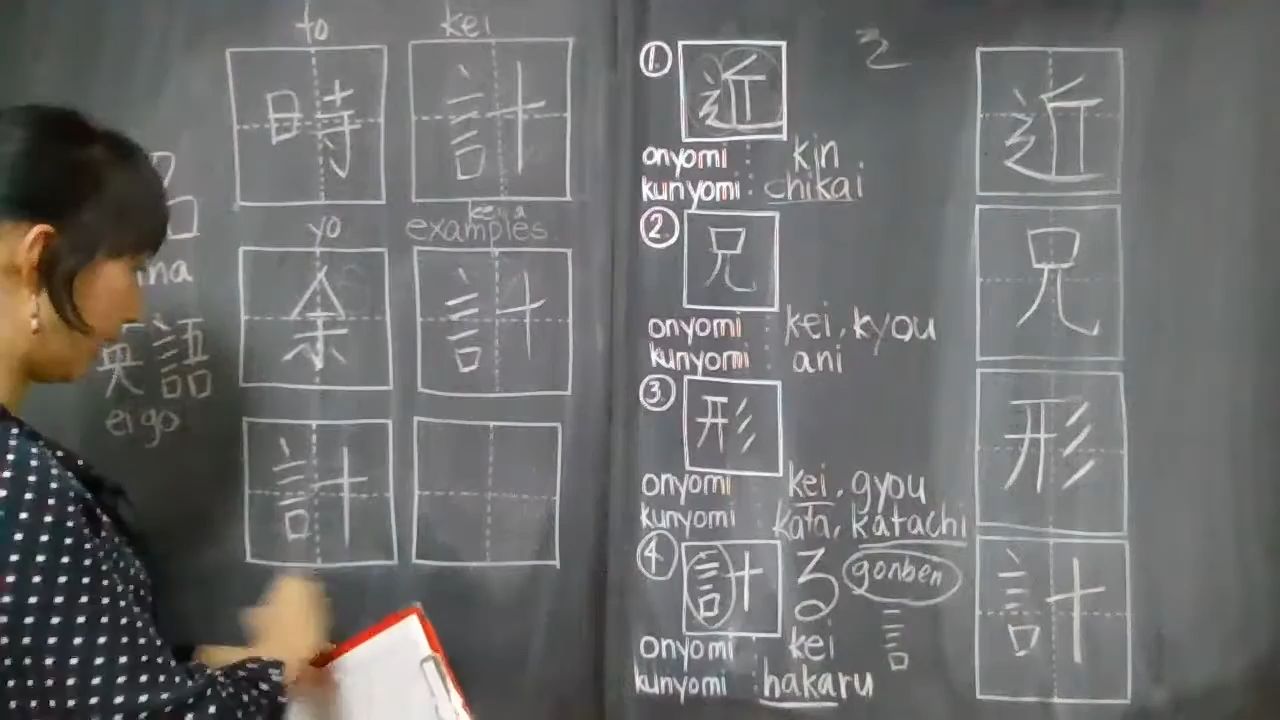 to kei
時 計
yo examples
余 計
計
ina
英語
eigo
① 近
onyomi : kin
kunyomi : chikai
② 兄
onyomi : kei, kyou
kunyomi : ani
③ 形
onyomi kei, gyou
kunyomi : kata, katachi
④ 計 る gonben
言
onyomi : kei
kunyomi : hakaru
近
兄
形
計